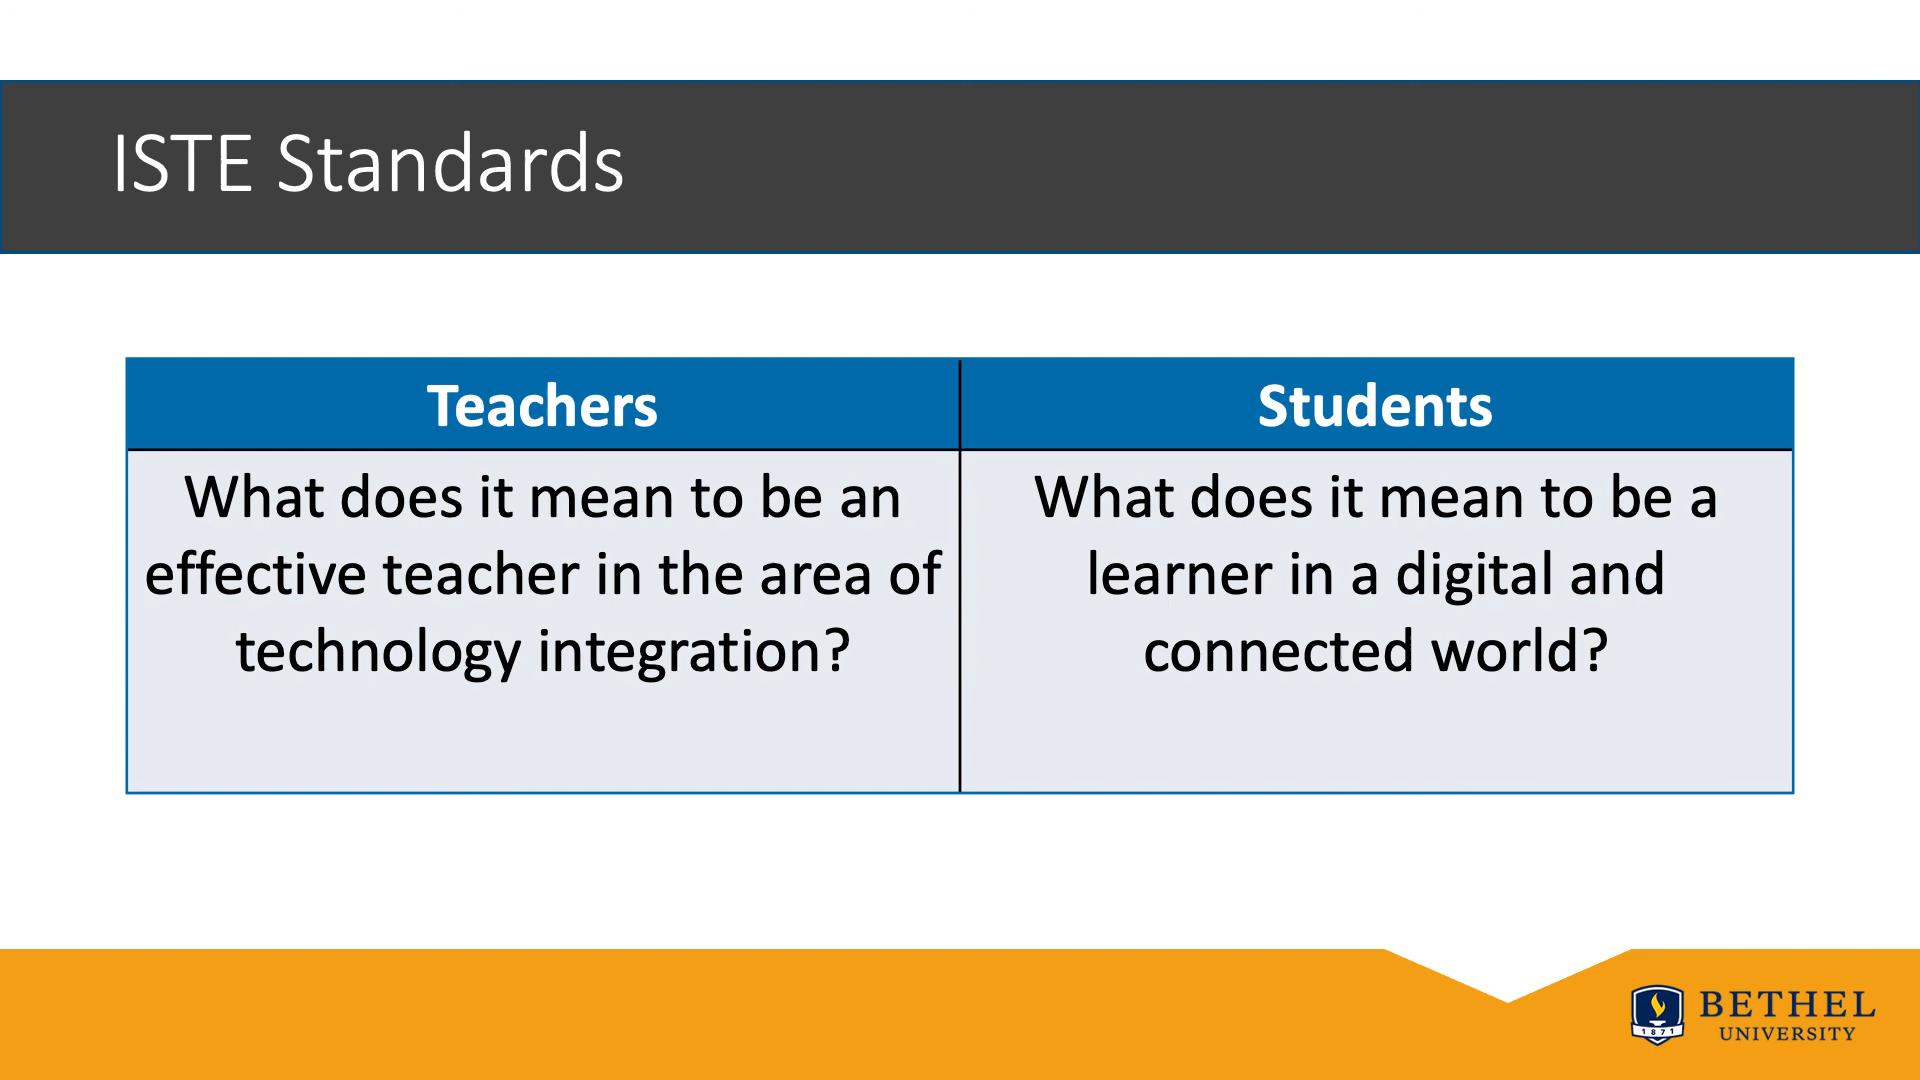 ISTE Standards
Teachers
Students
What does it mean to be an
effective teacher in the area of
technology integration?
What does it mean to be a
learner in a digital and
connected world?
1871
BETHEL
UNIVERSITY